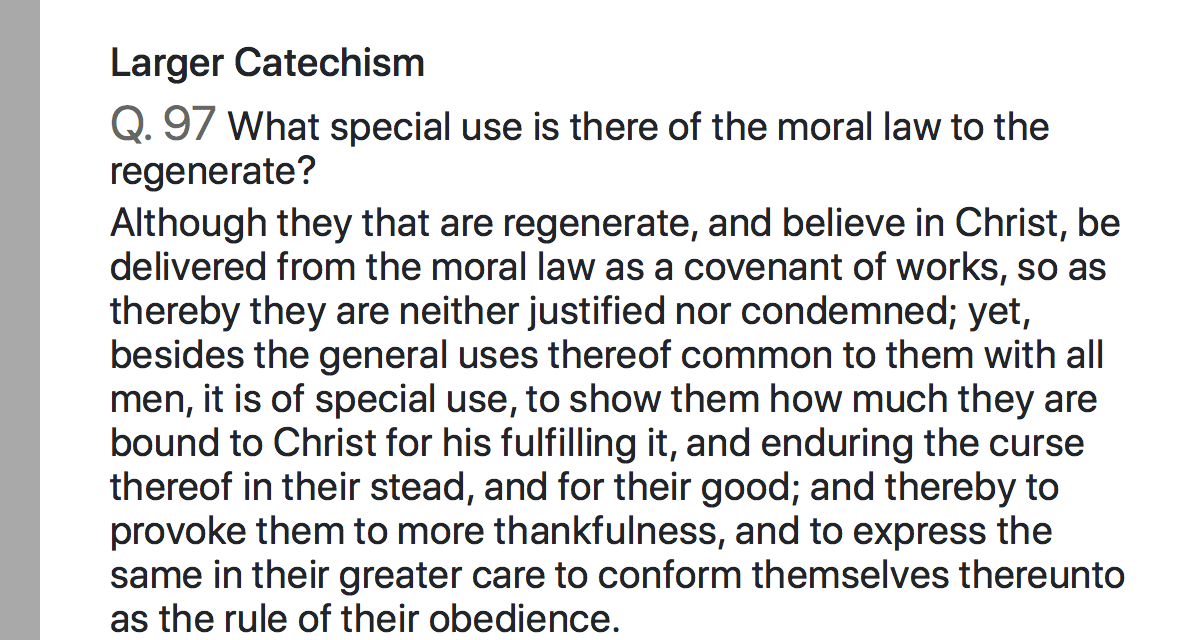 Larger Catechism
Q. 97 What special use is there of the moral law to the
regenerate?
Although they that are regenerate, and believe in Christ, be
delivered from the moral law as a covenant of works, so as
thereby they are neither justified nor condemned; yet,
besides the general uses thereof common to them with all
men, it is of special use, to show them how much they are
bound to Christ for his fulfilling it, and enduring the curse
thereof in their stead, and for their good; and thereby to
provoke them to more thankfulness, and to express the
same in their greater care to conform themselves thereunto
as the rule of their obedience.